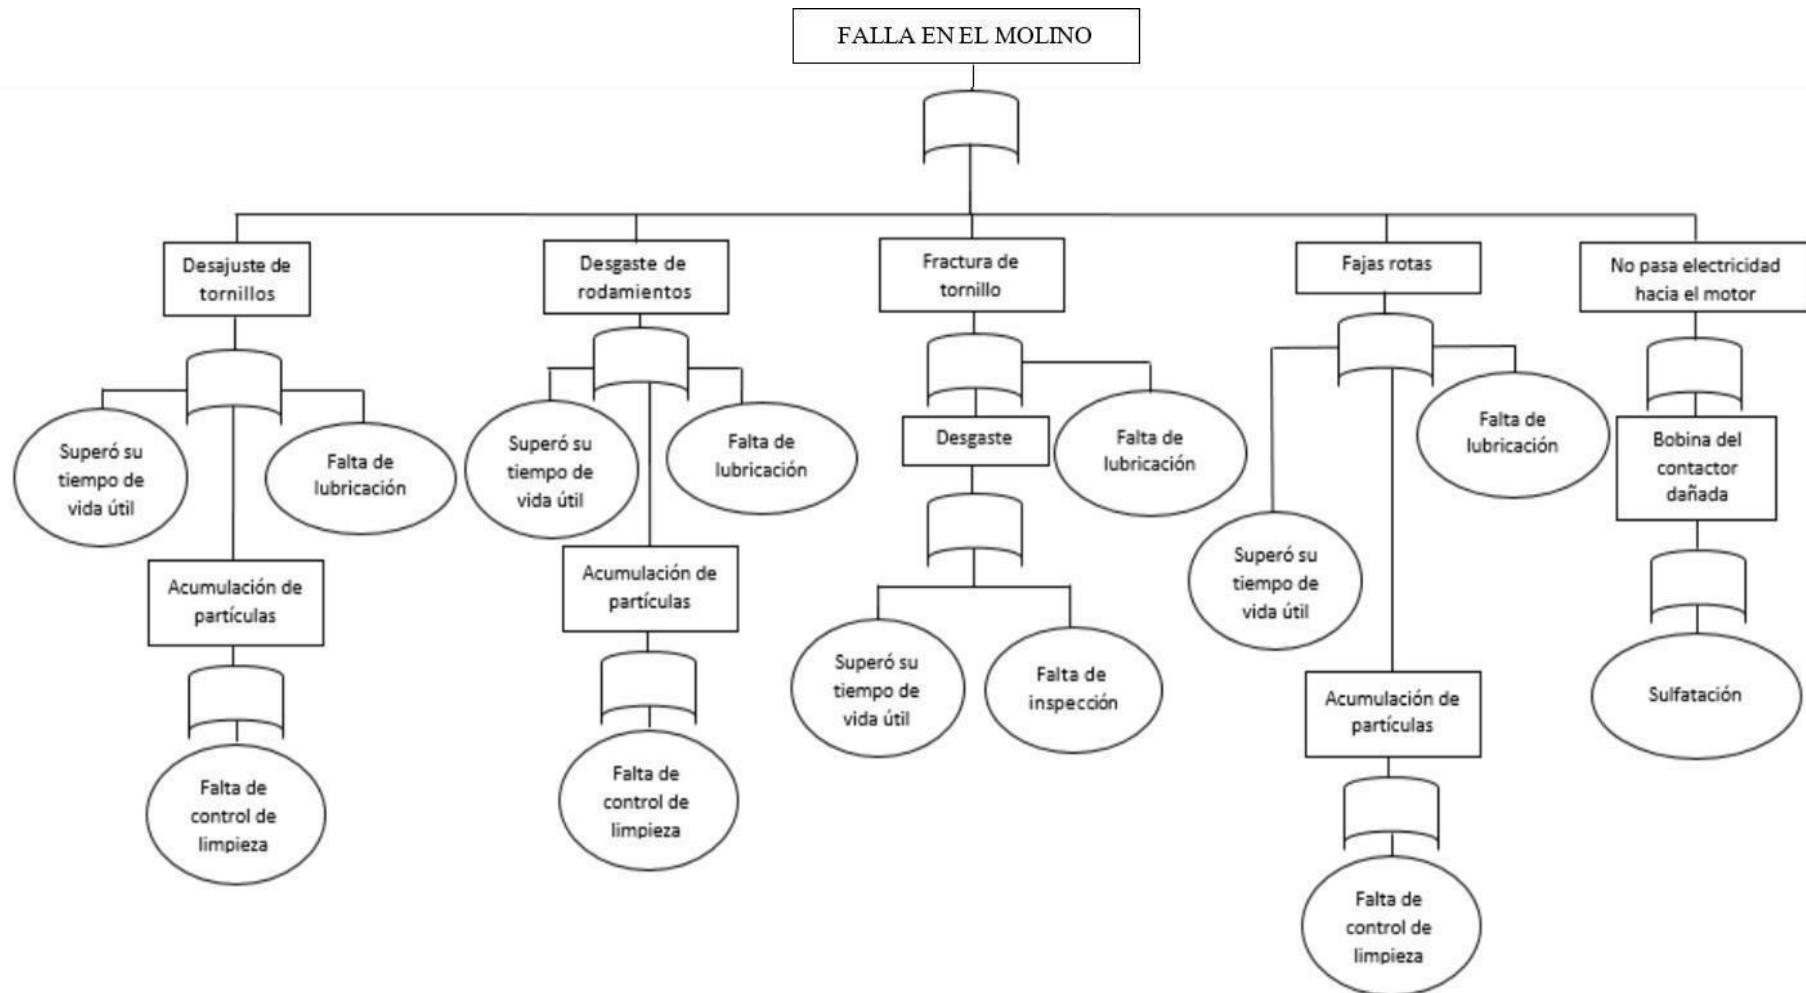 FALLA EN EL MOLINO
Desajuste de
tornillos
Desgaste de
rodamientos
Fractura de
tornillo
Fajas rotas
No pasa electricidad
hacia el motor
Superó su
tiempo de
vida útil
Falta de
lubricación
Superó su
tiempo de
vida útil
Falta de
lubricación
Desgaste
Falta de
lubricación
Falta de
lubricación
Bobina del
contactor
dañada
Acumulación de
partículas
Acumulación de
partículas
Superó su
tiempo de
vida útil
Superó su
tiempo de
vida útil
Falta de
inspección
Acumulación de
partículas
Sulfatación
Falta de
control de
limpieza
Falta de
control de
limpieza
Falta de
control de
limpieza